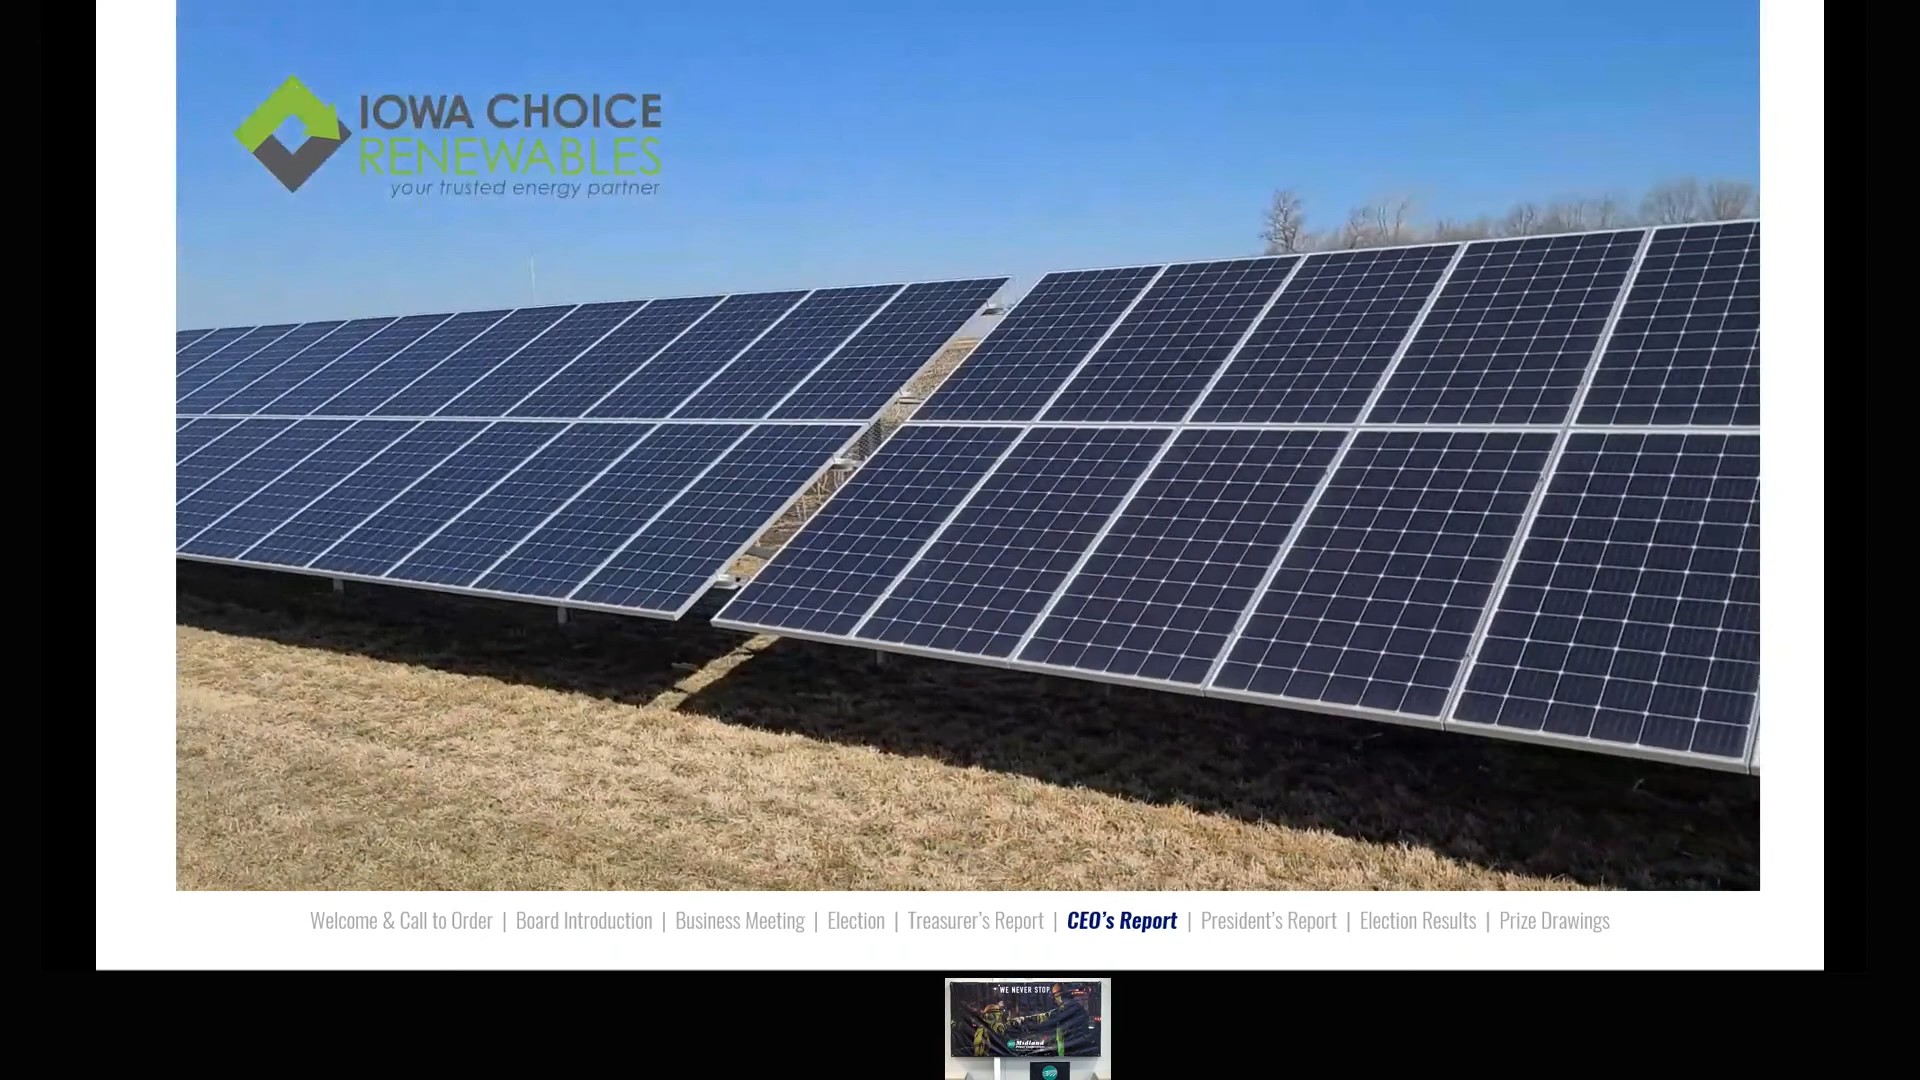 IOWA CHOICE
RENEWABLES
your trusted energy partner
Welcome & Call to Order | Board Introduction | Business Meeting | Election | Treasurer's Report | CEO's Report | President's Report | Election Results | Prize Drawings
WE NEVER STOP
Midland